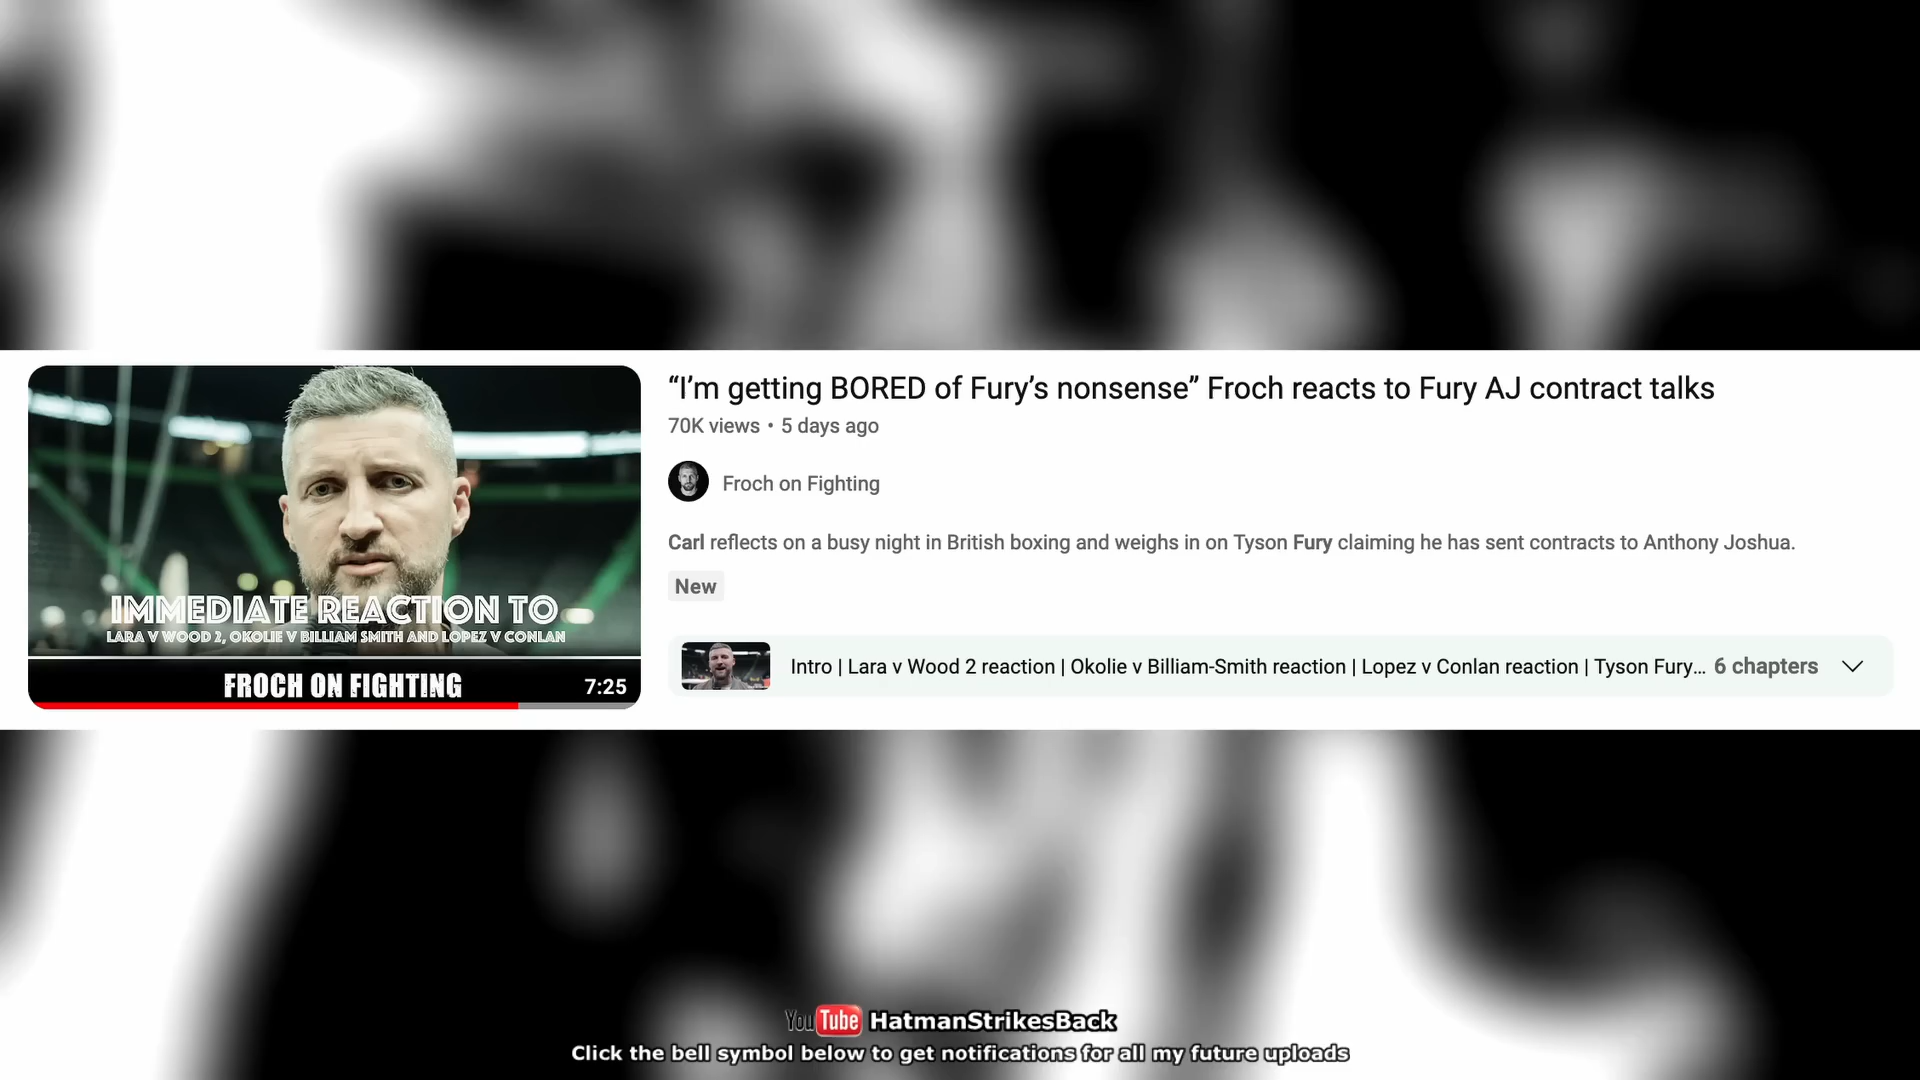 “I’m getting BORED of Fury’s nonsense” Froch reacts to Fury AJ contract talks
70K views • 5 days ago
Froch on Fighting
Carl reflects on a busy night in British boxing and weighs in on Tyson Fury claiming he has sent contracts to Anthony Joshua.
New
IMMEDIATE REACTION TO
LARA V WOOD 2, OKOLIE V BILLIAM SMITH AND LOPEZ V CONLAN
FROCH ON FIGHTING
7:25
Intro | Lara v Wood 2 reaction | Okolie v Billiam-Smith reaction | Lopez v Conlan reaction | Tyson Fury... 6 chapters
YouTube HatmanStrikesBack
Click the bell symbol below to get notifications for all my future uploads